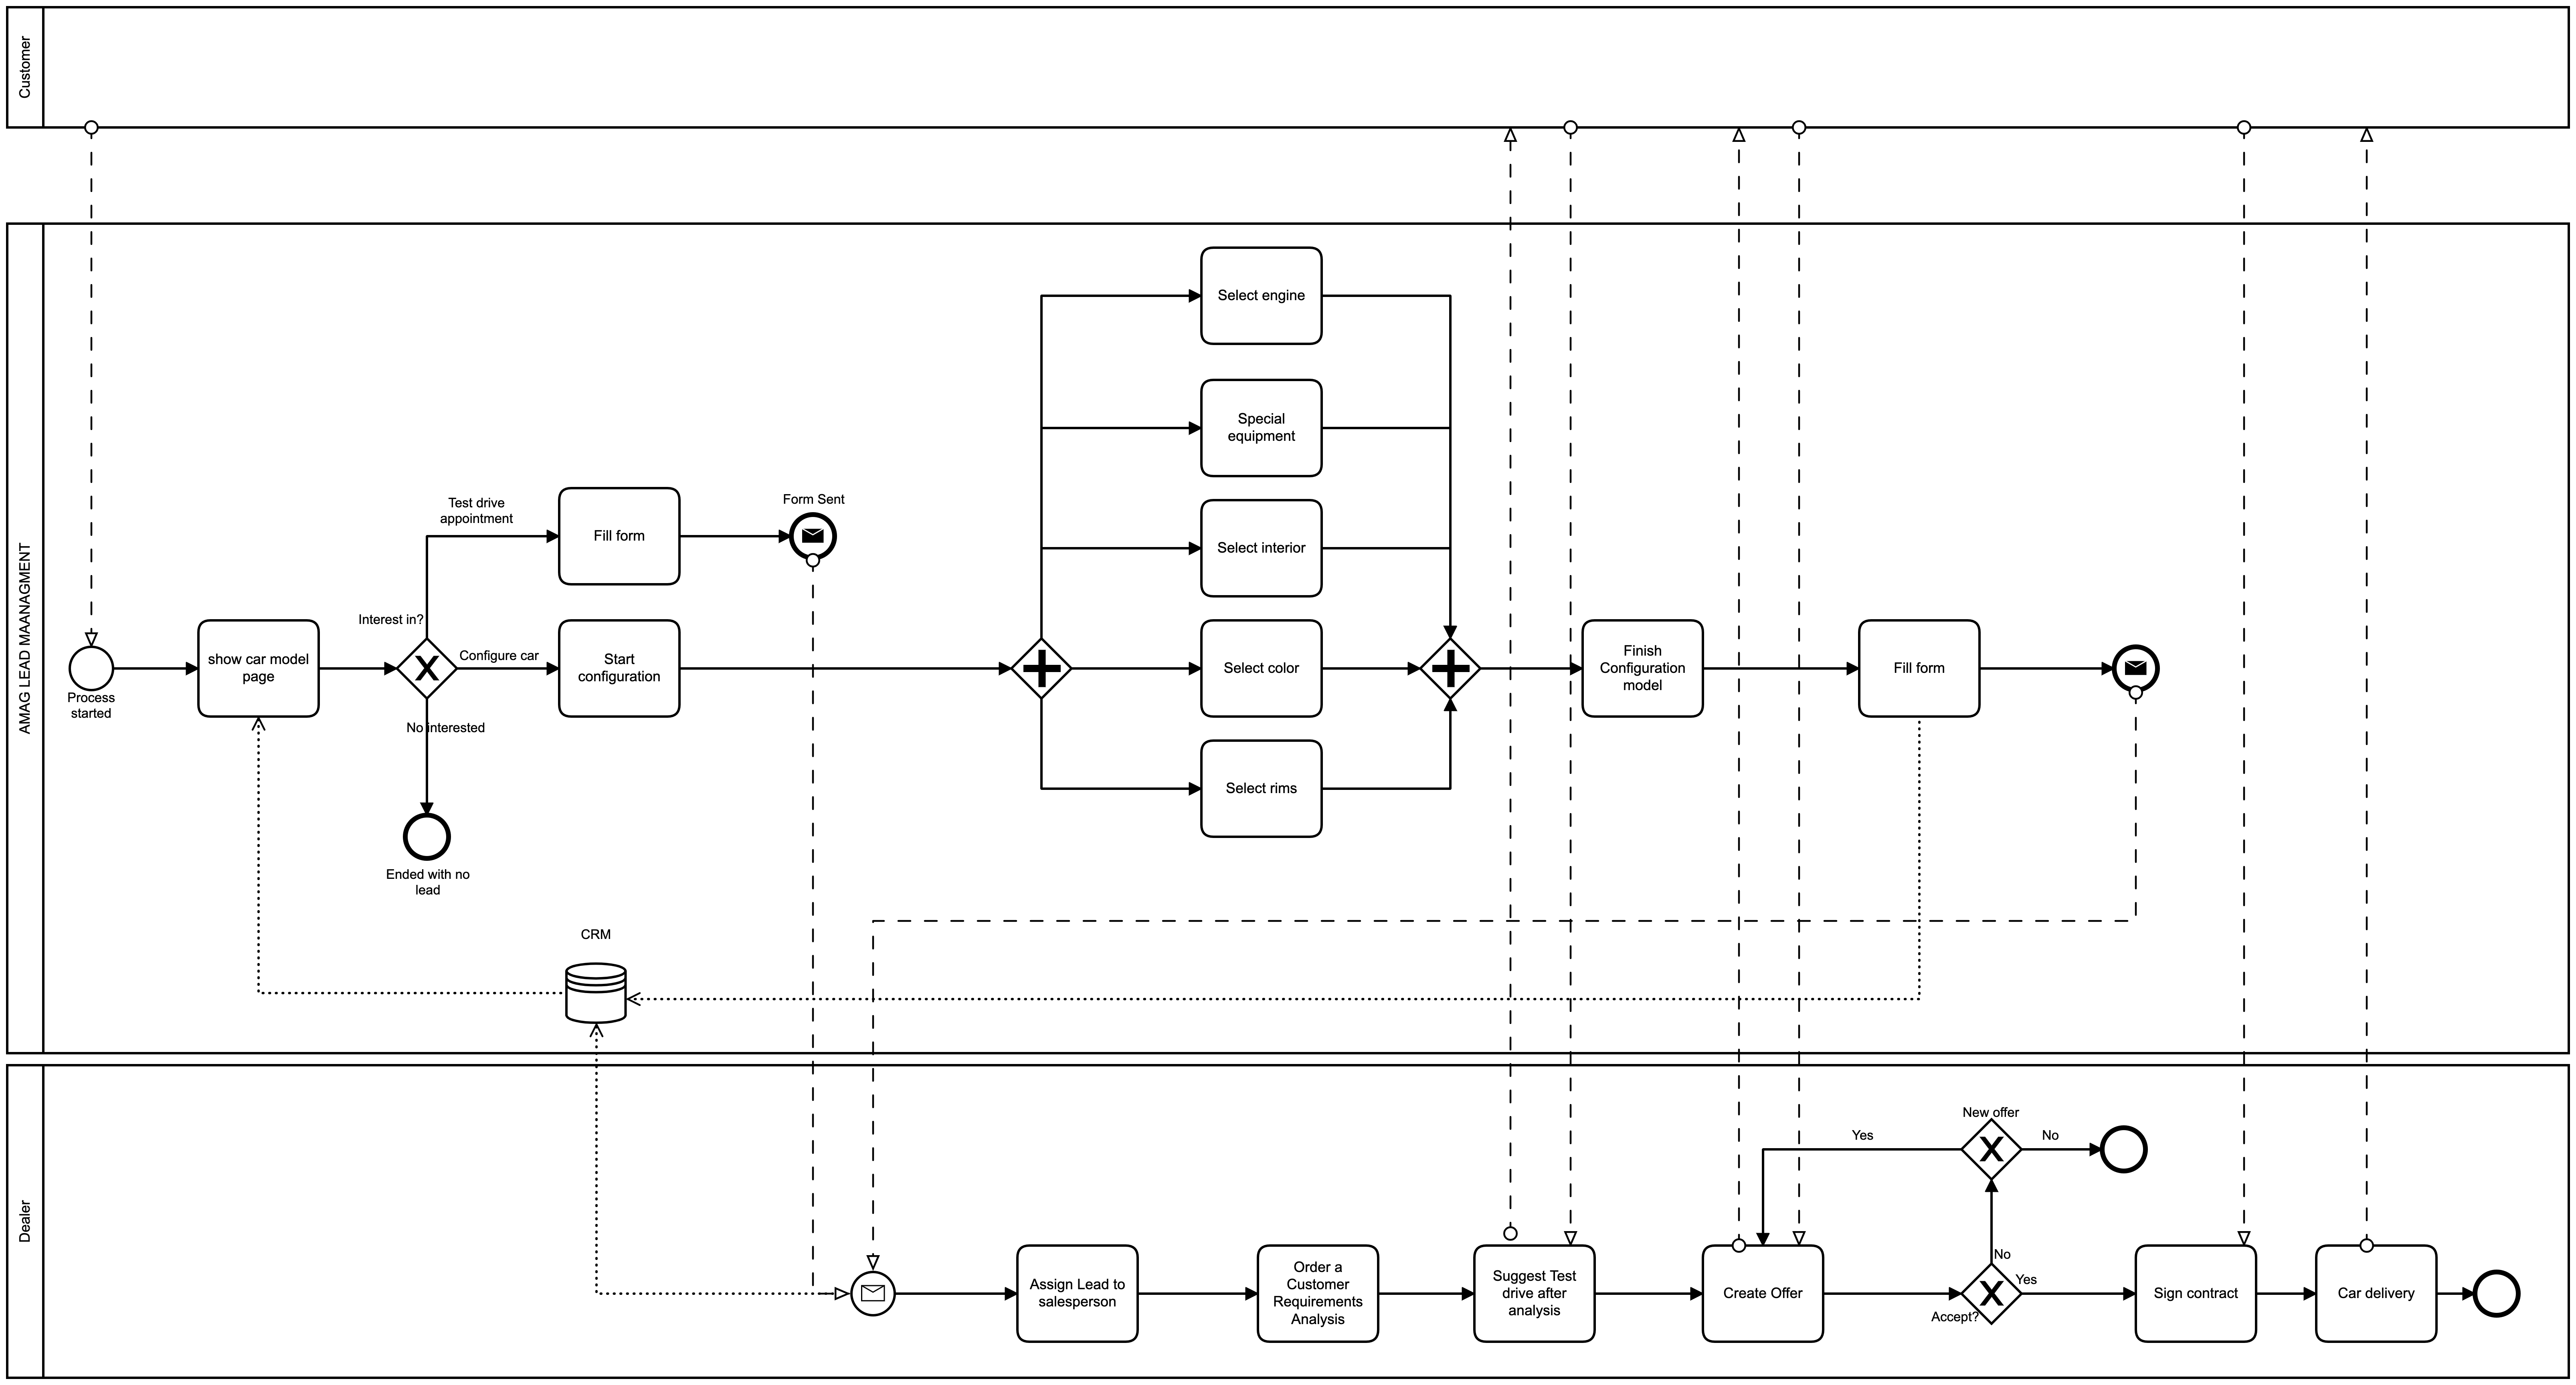 Customer
AMAG LEAD MAANAGMENT
Select engine
Special
equipment
Test drive
appointment
Form Sent
Fill form
Select interior
Interest in?
Process
started
show car model
page
Configure car
Start
configuration
Select color
Finish
Configuration
model
Fill form
No interested
Select rims
Ended with no
lead
CRM
Dealer
New offer
Yes
No
Assign Lead to
salesperson
Order a
Customer
Requirements
Analysis
Suggest Test
drive after
analysis
Create Offer
No
Yes
Accept?
Sign contract
Car delivery